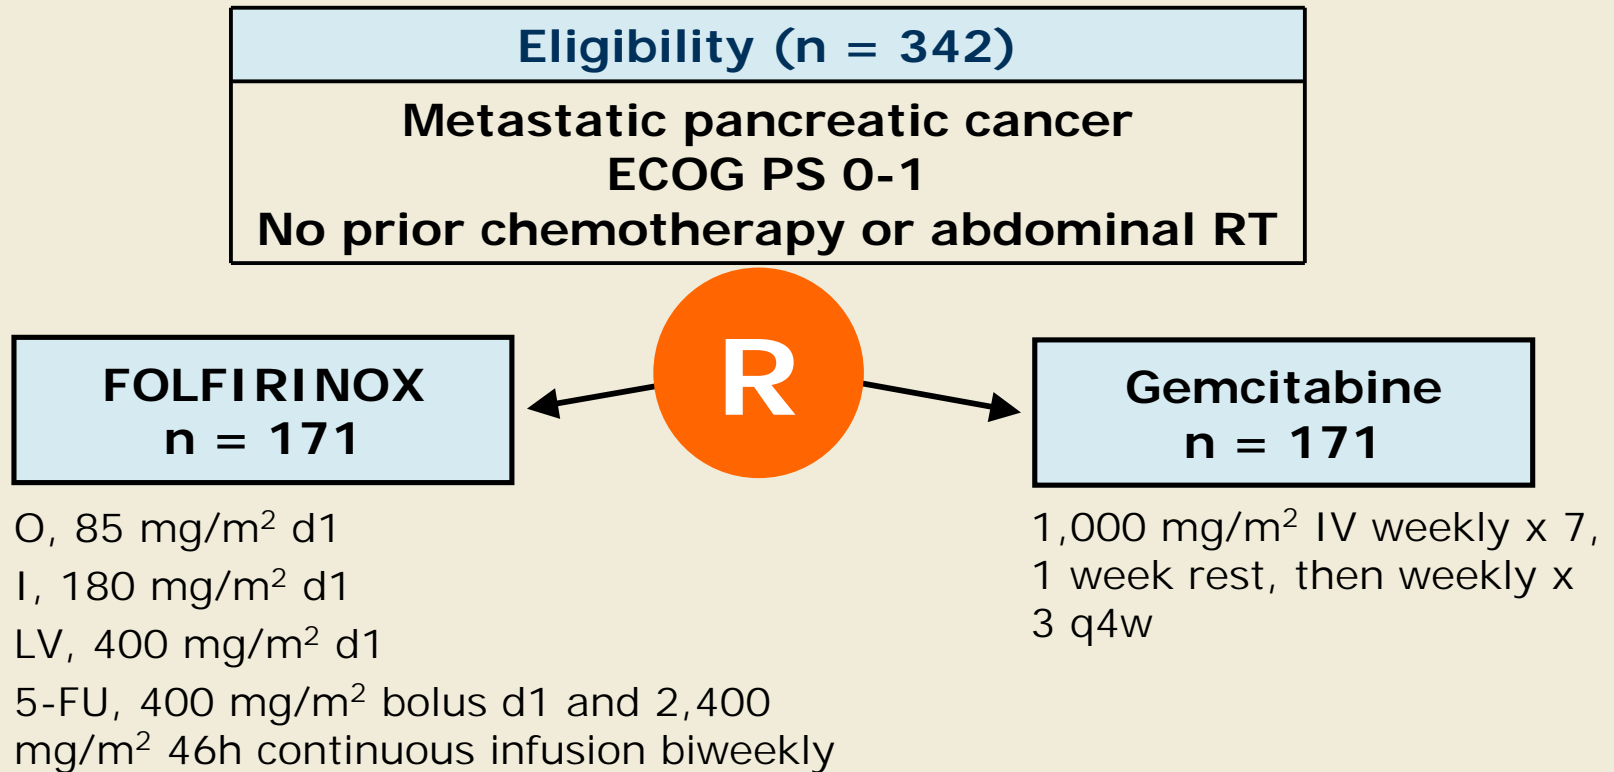 Eligibility (n = 342)
Metastatic pancreatic cancer
ECOG PS 0-1
No prior chemotherapy or abdominal RT
R
FOLFIRINOX
n = 171
O, 85 mg/m² d1
I, 180 mg/m² d1
LV, 400 mg/m² d1
5-FU, 400 mg/m² bolus d1 and 2,400
mg/m² 46h continuous infusion biweekly
Gemcitabine
n = 171
1,000 mg/m² IV weekly x 7,
1 week rest, then weekly x
3 q4w